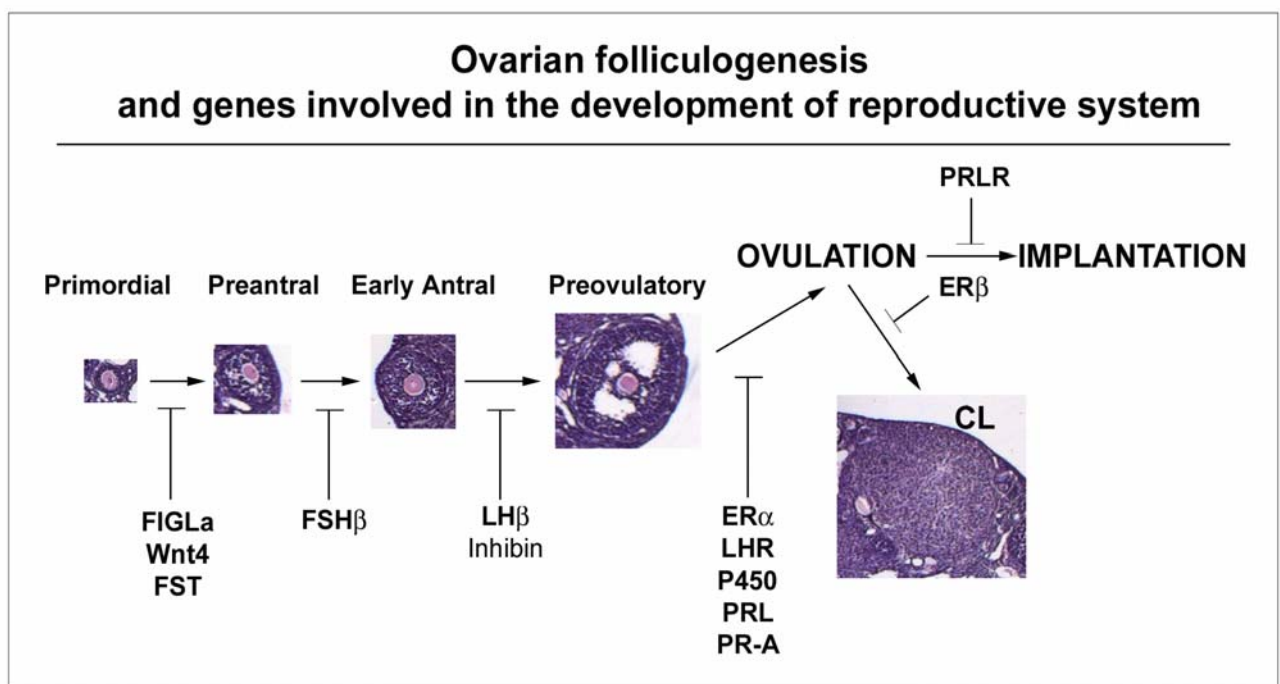 Ovarian folliculogenesis
and genes involved in the development of reproductive system
PRLR
OVULATION
IMPLANTATION
ERβ
Primordial
Preantral
Early Antral
Preovulatory
CL
FIGLa
Wnt4
FST
FSHβ
LHβ
Inhibin
ERα
LHR
P450
PRL
PR-A